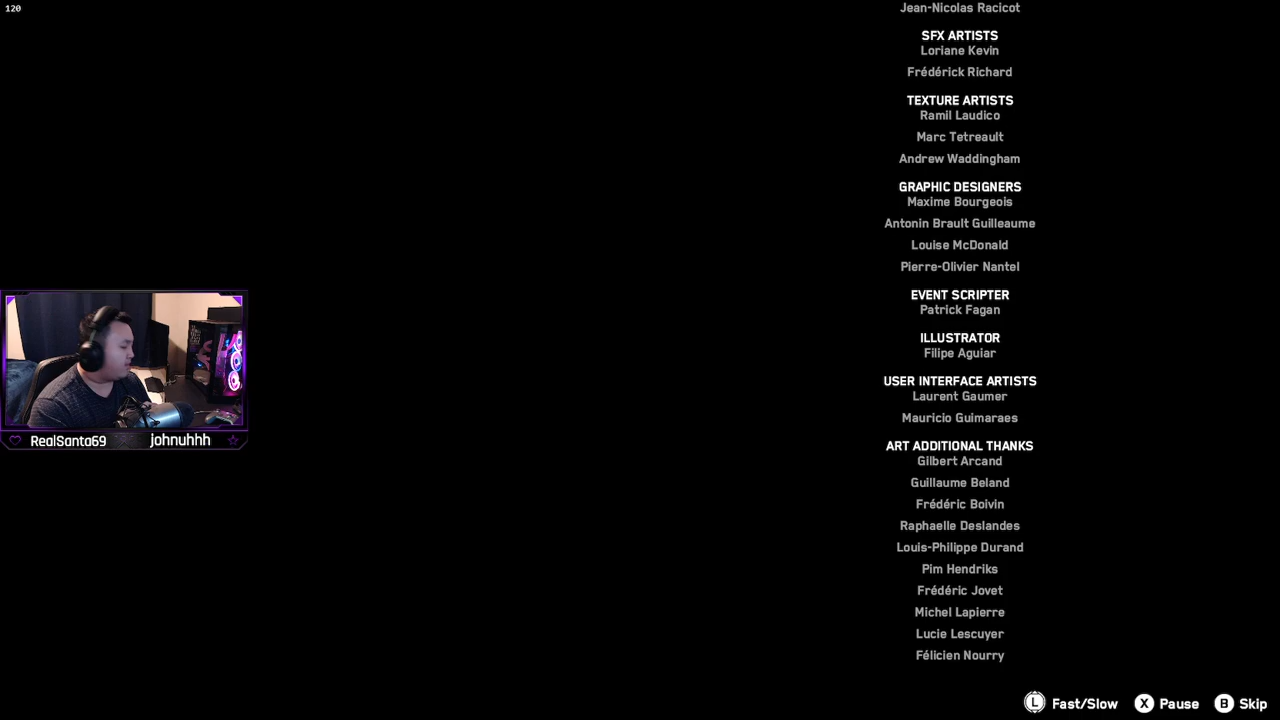 120
Jean-Nicolas Racicot
SFX ARTISTS
Loriane Kevin
Frédérick Richard
TEXTURE ARTISTS
Ramil Laudico
Marc Tetreault
Andrew Waddingham
GRAPHIC DESIGNERS
Maxime Bourgeois
Antonin Brault Guilleaume
Louise McDonald
Pierre-Olivier Nantel
EVENT SCRIPTER
Patrick Fagan
ILLUSTRATOR
Filipe Aguiar
USER INTERFACE ARTISTS
Laurent Gaumer
Mauricio Guimaraes
ART ADDITIONAL THANKS
Gilbert Arcand
Guillaume Beland
Frédéric Boivin
Raphaelle Deslandes
Louis-Philippe Durand
Pim Hendriks
Frédéric Jovet
Michel Lapierre
Lucie Lescuyer
Félicien Nourry
RealSanta69 johnuhhh
L Fast/Slow X Pause B Skip